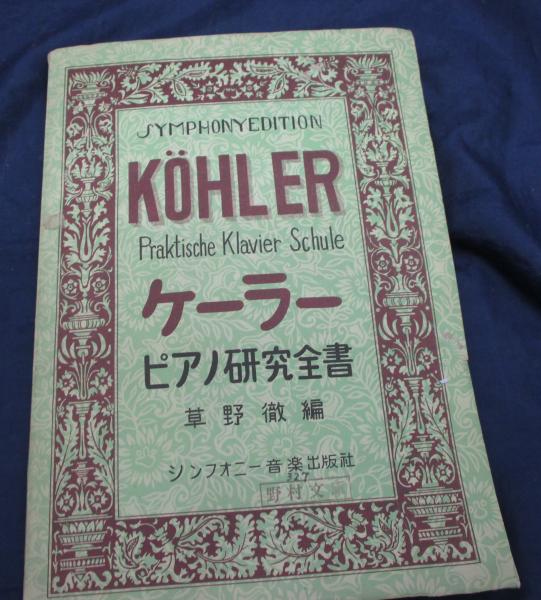 SYMPHONYEDITION
KÖHLER
Praktische Klavier Schule
ケーラー
ピアノ研究全書
草野徹編
シンフォニー音楽出版社
327
野村文